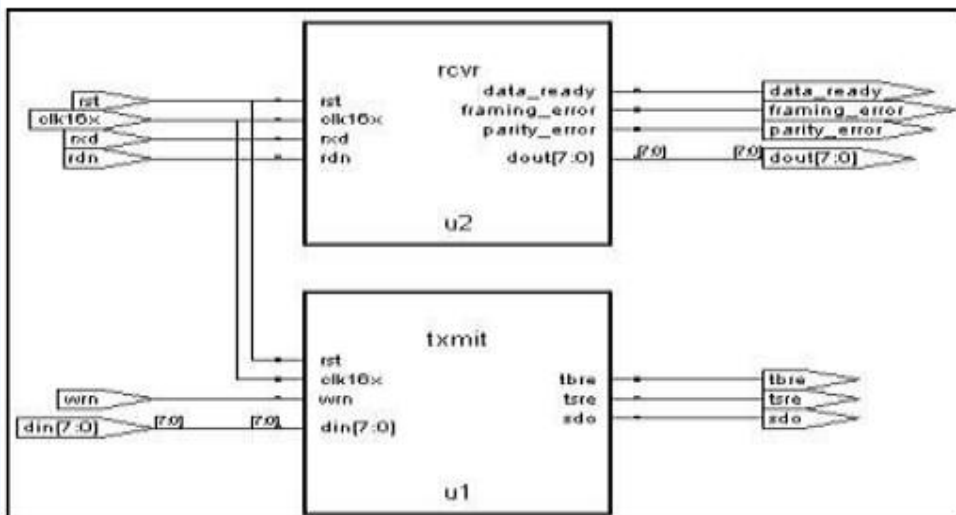 rcvr
rst rst data_ready data_ready
clk16x clk16x framing_error framing_error
rxd rxd parity_error parity_error
rdn rdn dout[7:0] [7:0] [7:0] dout[7:0]
u2
txmit
rst
clk16x tbre tbre
wrn wrn tsre tsre
din[7:0] [7:0] [7:0] din[7:0] sdo sdo
u1